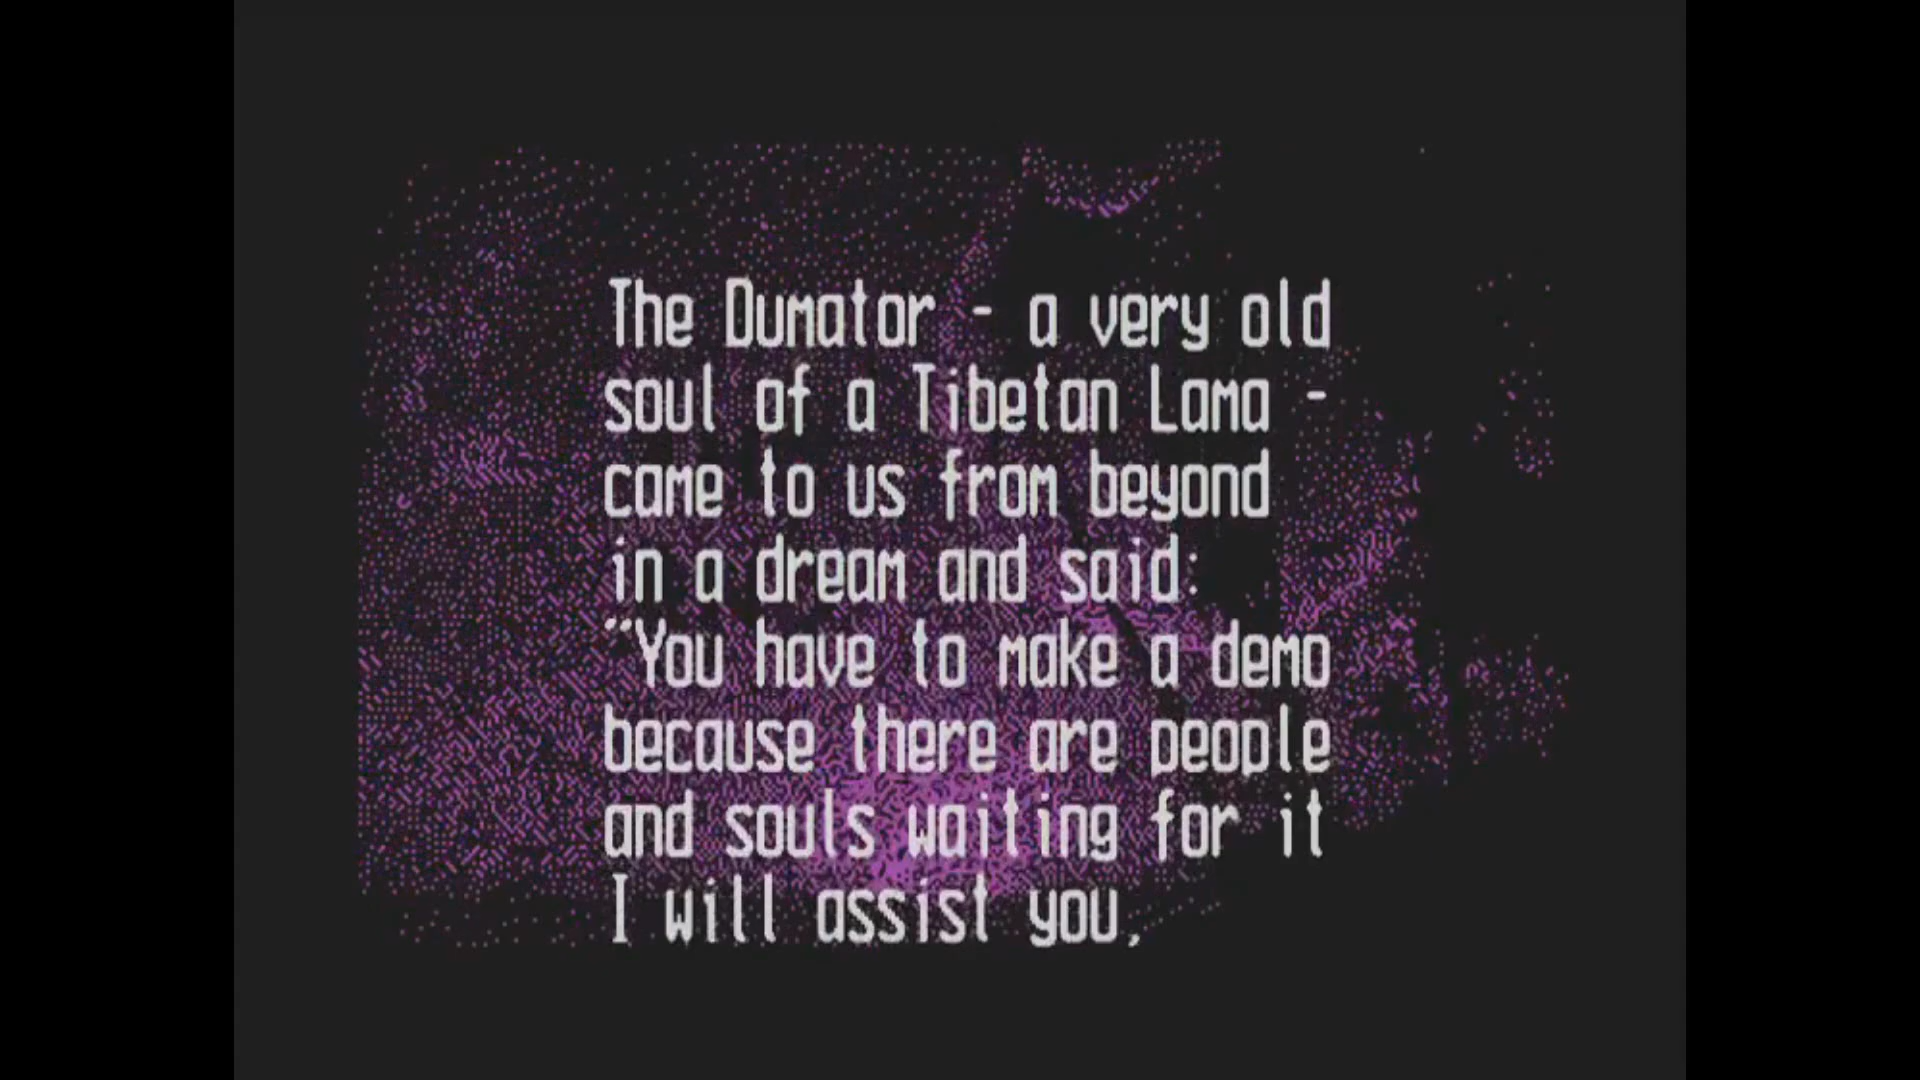 The Dumator - a very old
soul of a Tibetan Lama -
came to us from beyond
in a dream and said:
"You have to make a demo
because there are people
and souls waiting for it
I will assist you,